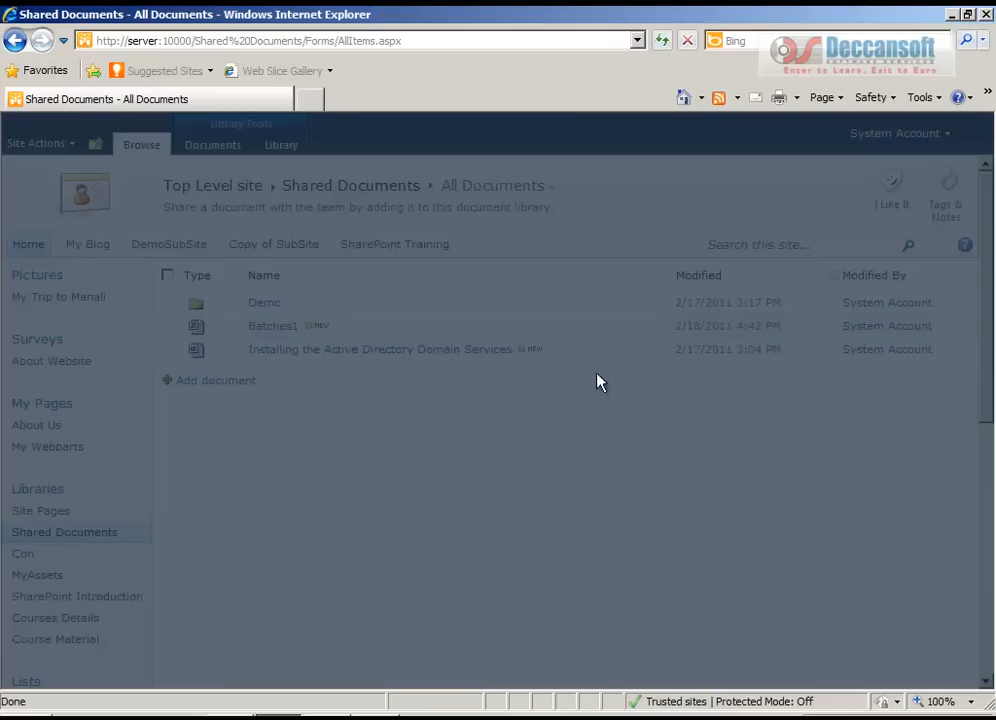 Shared Documents - All Documents - Windows Internet Explorer
http://server:10000/Shared%20Documents/Forms/AllItems.aspx
Bing
Deccansoft
SOFTWARE SERVICES
Enter to Learn, Exit to Earn
Favorites
Suggested Sites
Web Slice Gallery
Shared Documents - All Documents
Page
Safety
Tools
Library Tools
Site Actions
Browse
Documents
Library
System Account
Top Level site
Shared Documents
All Documents
Share a document with the team by adding it to this document library.
I Like It
Tags &
Notes
Home
My Blog
DemoSubSite
Copy of SubSite
SharePoint Training
Search this site...
Pictures
My Trip to Manali
Surveys
About Website
My Pages
About Us
My Webparts
Libraries
Site Pages
Shared Documents
Con
MyAssets
SharePoint Introduction
Courses Details
Course Material
Lists
Type
Name
Modified
Modified By
Demo
2/17/2011 3:17 PM
System Account
Batches1
NEW
2/18/2011 4:42 PM
System Account
Installing the Active Directory Domain Services
NEW
2/17/2011 3:04 PM
System Account
Add document
Done
Trusted sites | Protected Mode: Off
100%